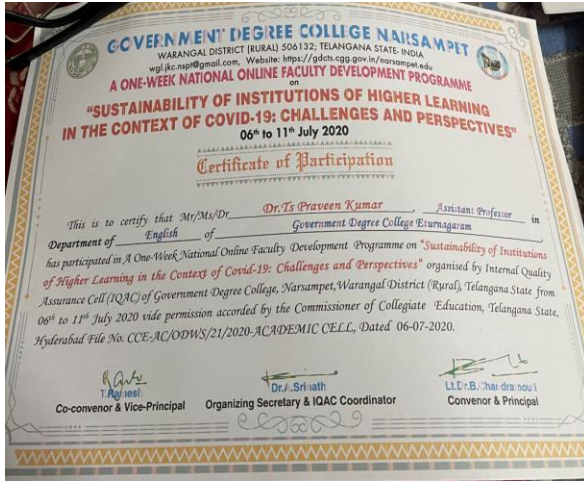 GOVERNMENT DEGREE COLLEGE NARSAMPET
WARANGAL DISTRICT (RURAL) 506132; TELANGANA STATE- INDIA
wgl.jkc.nspt@gmail.com, Website: https://gdcts.cgg.gov.in/narsampet.edu
A ONE-WEEK NATIONAL ONLINE FACULTY DEVELOPMENT PROGRAMME
on
"SUSTAINABILITY OF INSTITUTIONS OF HIGHER LEARNING
IN THE CONTEXT OF COVID-19: CHALLENGES AND PERSPECTIVES"
06th to 11th July 2020
Certificate of Participation
This is to certify that Mr/Ms/Dr. Dr.Ts Praveen Kumar, Assistant Professor in
Department of English of Government Degree College Eturnagaram,
has participated in A One-Week National Online Faculty Development Programme on "Sustainability of Institutions
of Higher Learning in the Context of Covid-19: Challenges and Perspectives" organised by Internal Quality
Assurance Cell (IQAC) of Government Degree College, Narsampet, Warangal District (Rural), Telangana State from
06th to 11th July 2020 vide permission accorded by the Commissioner of Collegiate Education, Telangana State,
Hyderabad File No. CCE-AC/ODWS/21/2020-ACADEMIC CELL, Dated 06-07-2020.
T.Rajnesh Dr.A.Srinath Lt.Dr.B.Chandramouli
Co-convenor & Vice-Principal Organizing Secretary & IQAC Coordinator Convenor & Principal